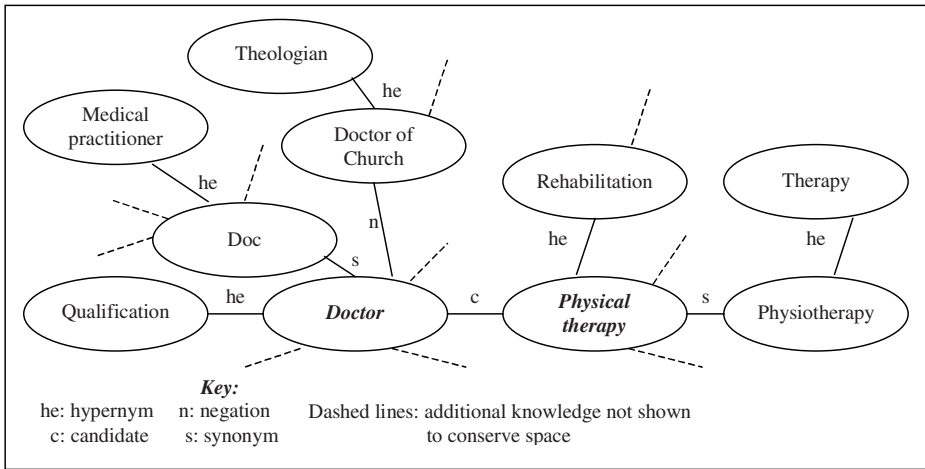 Theologian
he
Medical
practitioner
Doctor of
Church
Rehabilitation
Therapy
he
n
he
he
Doc
s
Qualification
he
Doctor
c
Physical
therapy
s
Physiotherapy
Key:
he: hypernym n: negation Dashed lines: additional knowledge not shown
c: candidate s: synonym to conserve space